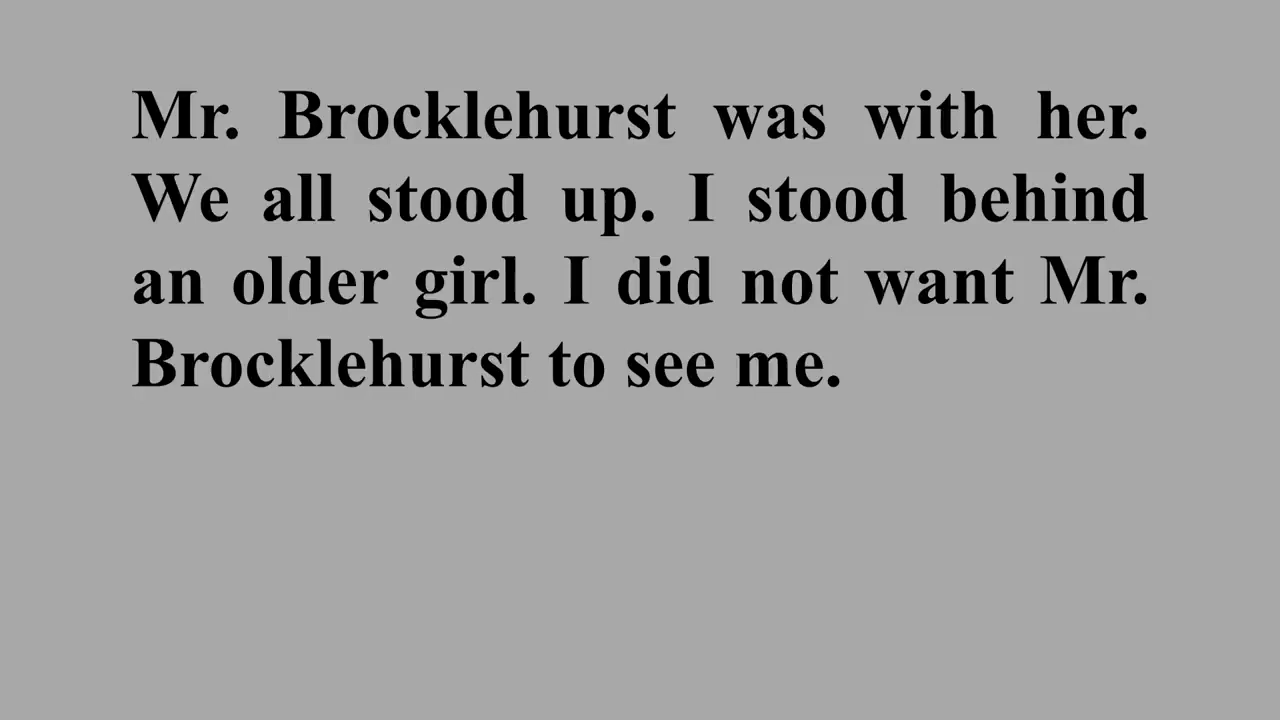 Mr. Brocklehurst was with her.
We all stood up. I stood behind
an older girl. I did not want Mr.
Brocklehurst to see me.